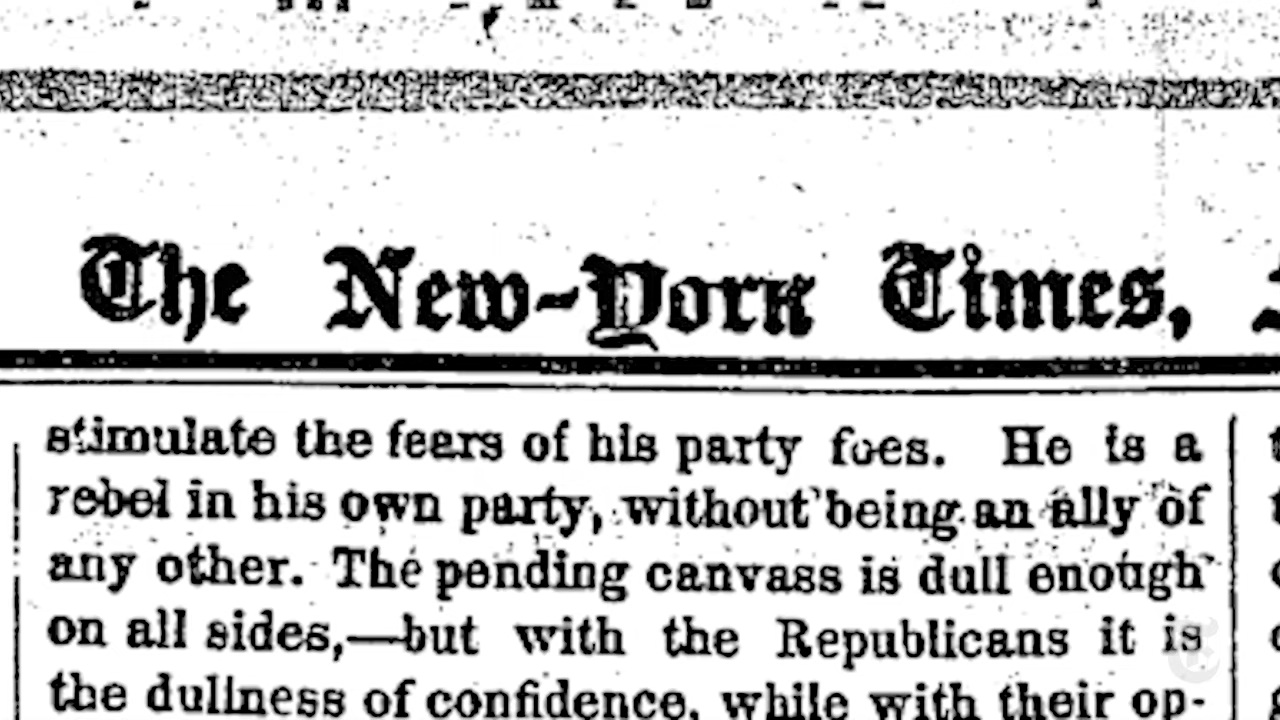 The New-York Times,
stimulate the fears of his party foes. He is a
rebel in his own party, without being an ally of
any other. The pending canvass is dull enough
on all sides,—but with the Republicans it is
the dullness of confidence, while with their op-